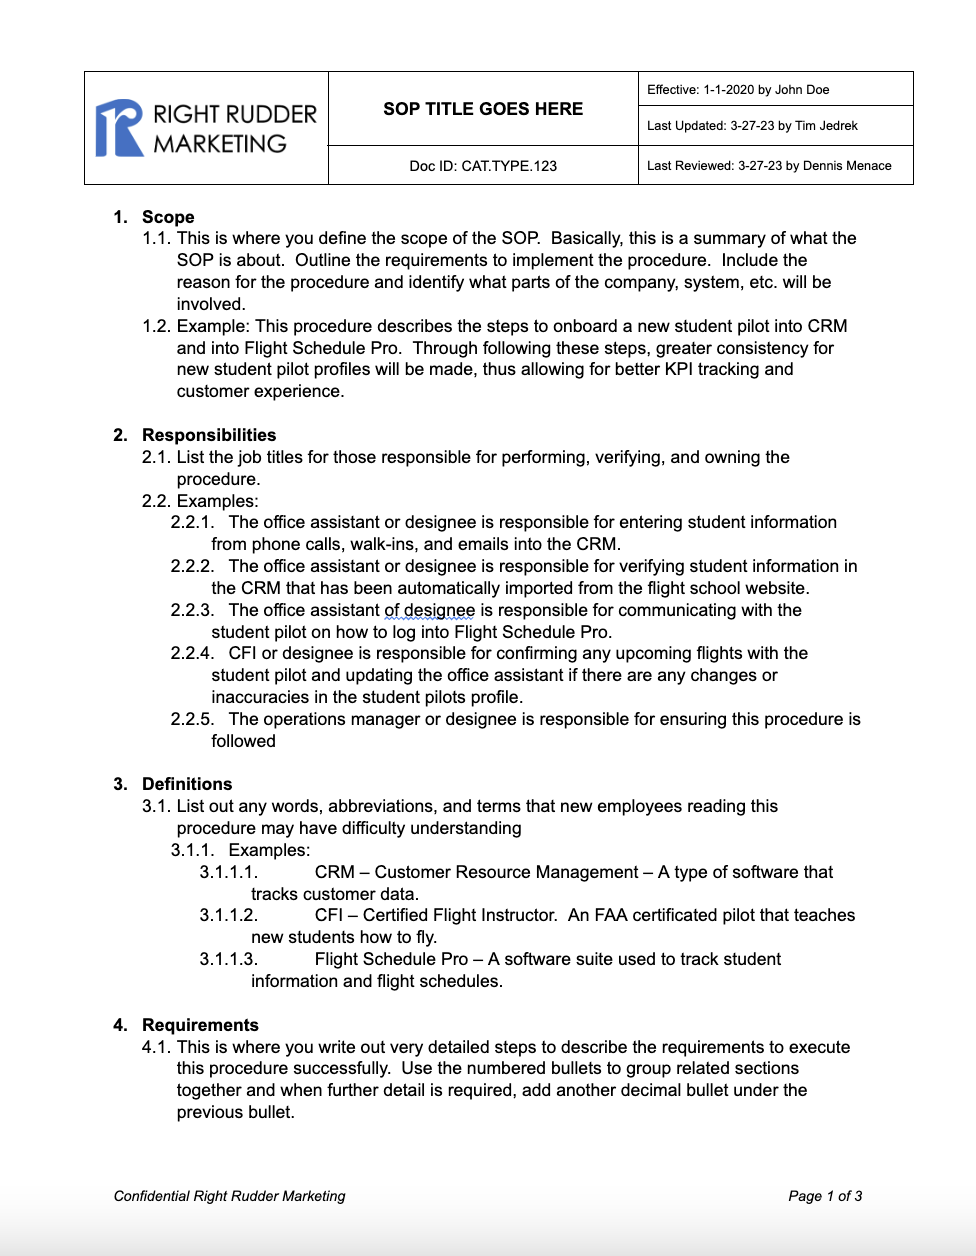 RIGHT RUDDER
MARKETING
SOP TITLE GOES HERE
Doc ID: CAT.TYPE.123
Effective: 1-1-2020 by John Doe
Last Updated: 3-27-23 by Tim Jedrek
Last Reviewed: 3-27-23 by Dennis Menace
1. Scope
1.1. This is where you define the scope of the SOP.  Basically, this is a summary of what the
SOP is about.  Outline the requirements to implement the procedure.  Include the
reason for the procedure and identify what parts of the company, system, etc. will be
involved.
1.2. Example: This procedure describes the steps to onboard a new student pilot into CRM
and into Flight Schedule Pro.  Through following these steps, greater consistency for
new student pilot profiles will be made, thus allowing for better KPI tracking and
customer experience.
2. Responsibilities
2.1. List the job titles for those responsible for performing, verifying, and owning the
procedure.
2.2. Examples:
2.2.1. The office assistant or designee is responsible for entering student information
from phone calls, walk-ins, and emails into the CRM.
2.2.2. The office assistant or designee is responsible for verifying student information in
the CRM that has been automatically imported from the flight school website.
2.2.3. The office assistant of designee is responsible for communicating with the
student pilot on how to log into Flight Schedule Pro.
2.2.4. CFI or designee is responsible for confirming any upcoming flights with the
student pilot and updating the office assistant if there are any changes or
inaccuracies in the student pilots profile.
2.2.5. The operations manager or designee is responsible for ensuring this procedure is
followed
3. Definitions
3.1. List out any words, abbreviations, and terms that new employees reading this
procedure may have difficulty understanding
3.1.1. Examples:
3.1.1.1. CRM – Customer Resource Management – A type of software that
tracks customer data.
3.1.1.2. CFI – Certified Flight Instructor.  An FAA certificated pilot that teaches
new students how to fly.
3.1.1.3. Flight Schedule Pro – A software suite used to track student
information and flight schedules.
4. Requirements
4.1. This is where you write out very detailed steps to describe the requirements to execute
this procedure successfully.  Use the numbered bullets to group related sections
together and when further detail is required, add another decimal bullet under the
previous bullet.
Confidential Right Rudder Marketing
Page 1 of 3